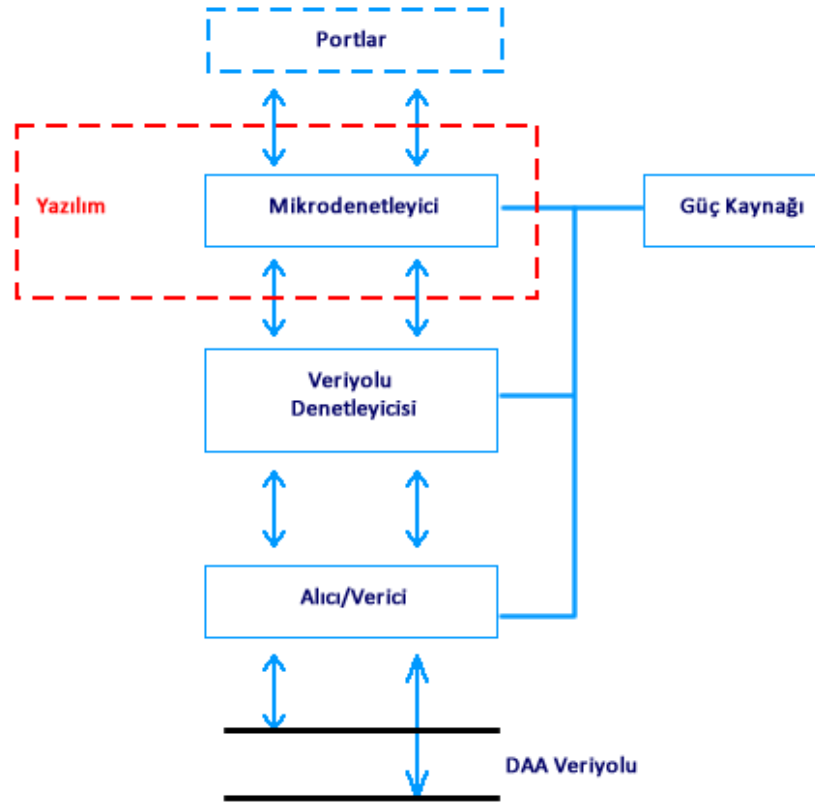 Portlar
Yazılım
Mikrodenetleyici
Güç Kaynağı
Veriyolu
Denetleyicisi
Alıcı/Verici
DAA Veriyolu